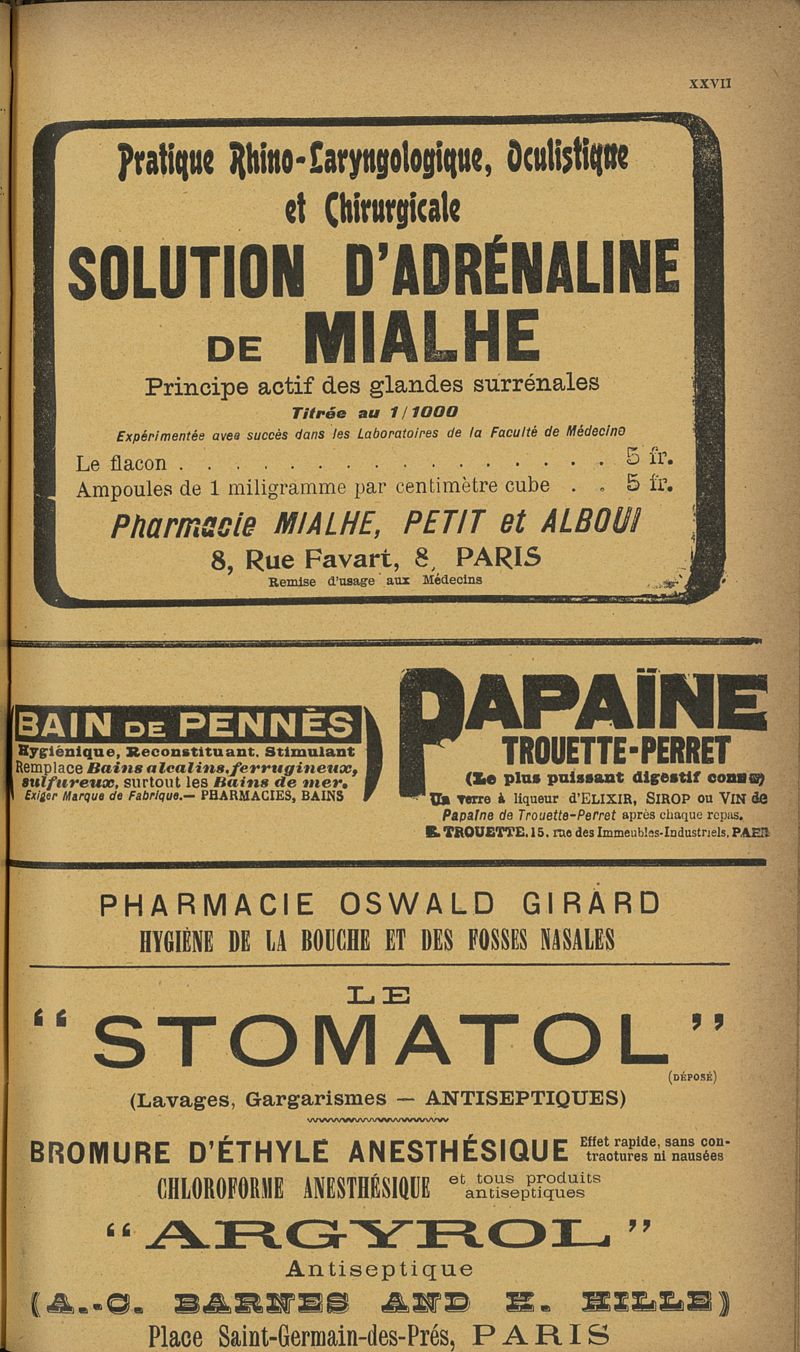 XXVII
Pratique Rhino-Laryngologique, Oculistique
et Chirurgicale
SOLUTION D'ADRÉNALINE
DE MIALHE
Principe actif des glandes surrénales
Titrée au 1/1000
Expérimentée avec succès dans les Laboratoires de la Faculté de Médecine
Le flacon . . . . . . . . . . . . . . . . 5 fr.
Ampoules de 1 miligramme par centimètre cube . . 5 fr.
Pharmacie MIALHE, PETIT et ALBOUI
8, Rue Favart, 8, PARIS
Remise d'usage aux Médecins
BAIN DE PENNÈS
Hygiénique, Reconstituant, Stimulant
Remplace Bains alcalins, ferrugineux,
sulfureux, surtout les Bains de mer.
Exiger Marque de Fabrique.— PHARMACIES, BAINS
PAPAÏNE
TROUETTE-PERRET
(Le plus puissant digestif connu)
Un verre à liqueur d'ELIXIR, SIROP ou VIN de
Papaïne de Trouette-Perret après chaque repas.
E. TROUETTE, 15, rue des Immeubles-Industriels, PARIS
PHARMACIE OSWALD GIRARD
HYGIÈNE DE LA BOUCHE ET DES FOSSES NASALES
LE
“STOMATOL”
(DÉPOSÉ)
(Lavages, Gargarismes — ANTISEPTIQUES)
BROMURE D'ÉTHYLE ANESTHÉSIQUE Effet rapide, sans con-
tractures ni nausées
CHLOROFORME ANESTHÉSIQUE et tous produits
antiseptiques
“ARGYROL”
Antiseptique
(A.-C. BARNES AND H. HILLE)
Place Saint-Germain-des-Prés, PARIS